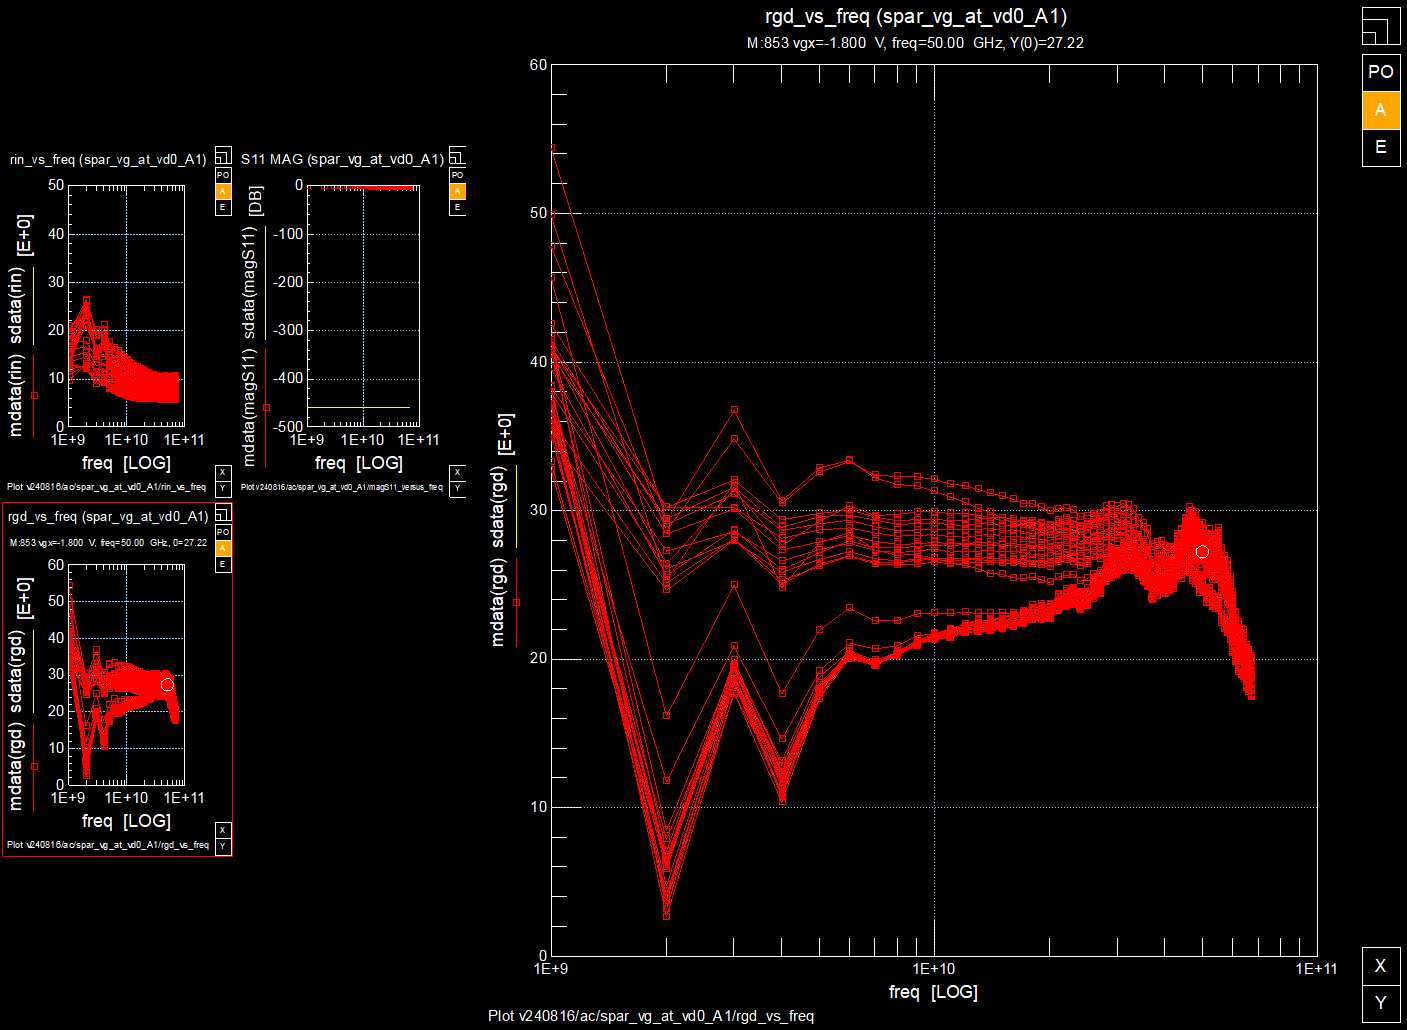 rgd_vs_freq (spar_vg_at_vd0_A1)
M:853 vgx=-1.800 V, freq=50.00 GHz, Y(0)=27.22
PO
A
E
60
50
40
30
20
10
0
mdata(rgd) sdata(rgd) [E+0]
1E+9 1E+10 1E+11
freq [LOG]
Plot v240816/ac/spar_vg_at_vd0_A1/rgd_vs_freq
X
Y
rin_vs_freq (spar_vg_at_vd0_A1)
PO
A
E
50
40
30
20
10
0
mdata(rin) sdata(rin) [E+0]
1E+9 1E+10 1E+11
freq [LOG]
X
Y
Plot v240816/ac/spar_vg_at_vd0_A1/rin_vs_freq
S11 MAG (spar_vg_at_vd0_A1)
PO
A
E
0
-100
-200
-300
-400
-500
mdata(magS11) sdata(magS11) [DB]
1E+9 1E+10 1E+11
freq [LOG]
X
Y
Plot v240816/ac/spar_vg_at_vd0_A1/magS11_versus_freq
rgd_vs_freq (spar_vg_at_vd0_A1)
M:853 vgx=-1.800 V, freq=50.00 GHz, 0=27.22
PO
A
E
60
50
40
30
20
10
0
mdata(rgd) sdata(rgd) [E+0]
1E+9 1E+10 1E+11
freq [LOG]
X
Y
Plot v240816/ac/spar_vg_at_vd0_A1/rgd_vs_freq